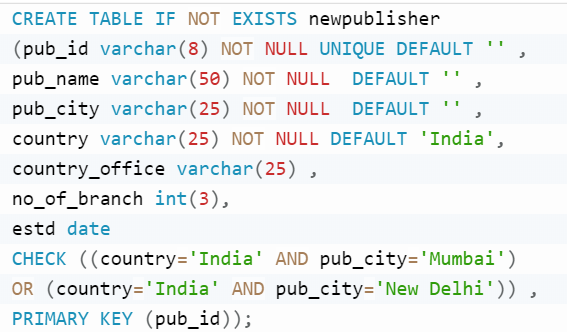 CREATE TABLE IF NOT EXISTS newpublisher
(pub_id varchar(8) NOT NULL UNIQUE DEFAULT '' ,
pub_name varchar(50) NOT NULL  DEFAULT '' ,
pub_city varchar(25) NOT NULL  DEFAULT '' ,
country varchar(25) NOT NULL DEFAULT 'India',
country_office varchar(25) ,
no_of_branch int(3),
estd date
CHECK ((country='India' AND pub_city='Mumbai')
OR (country='India' AND pub_city='New Delhi')) ,
PRIMARY KEY (pub_id));